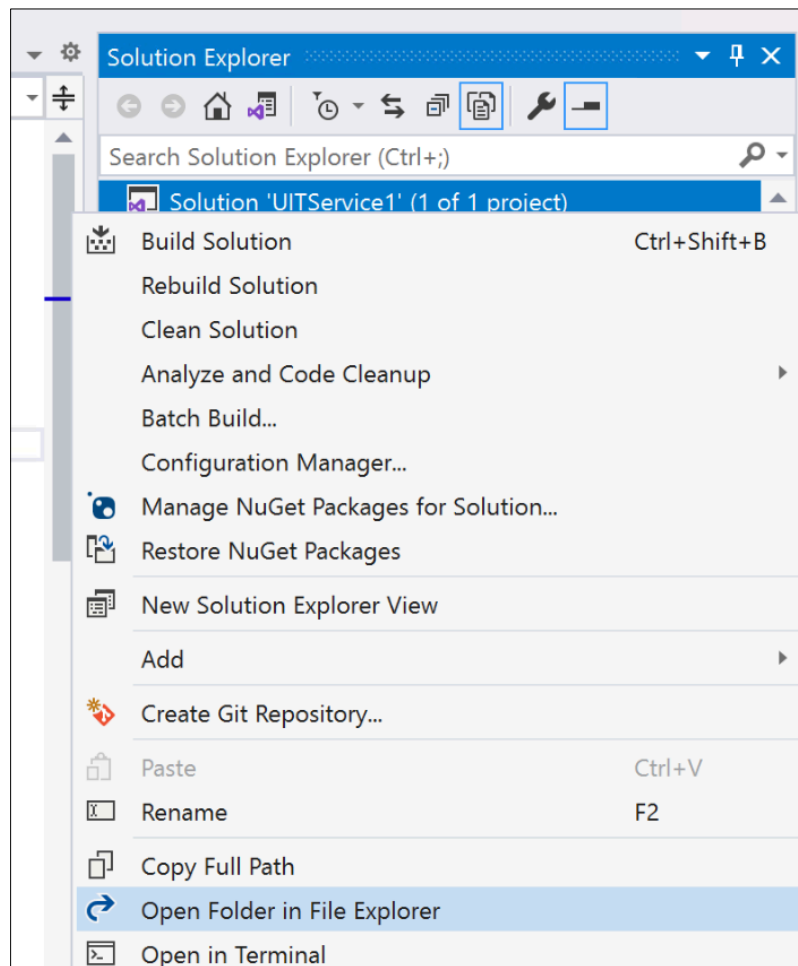 Solution Explorer
Search Solution Explorer (Ctrl+;)
Solution 'UITService1' (1 of 1 project)
Build Solution Ctrl+Shift+B
Rebuild Solution
Clean Solution
Analyze and Code Cleanup
Batch Build...
Configuration Manager...
Manage NuGet Packages for Solution...
Restore NuGet Packages
New Solution Explorer View
Add
Create Git Repository...
Paste Ctrl+V
Rename F2
Copy Full Path
Open Folder in File Explorer
Open in Terminal